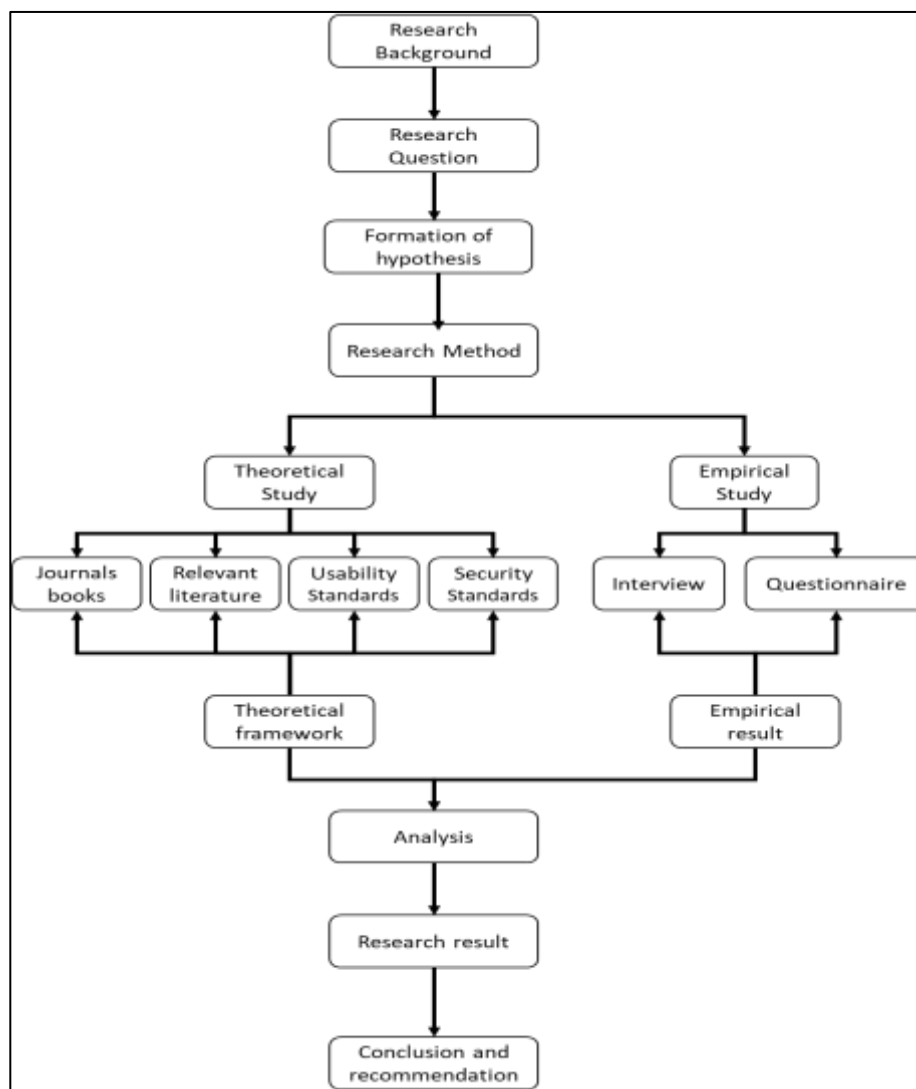 Research
Background
Research
Question
Formation of
hypothesis
Research Method
Theoretical
Study
Empirical
Study
Journals
books
Relevant
literature
Usability
Standards
Security
Standards
Interview
Questionnaire
Theoretical
framework
Empirical
result
Analysis
Research result
Conclusion and
recommendation